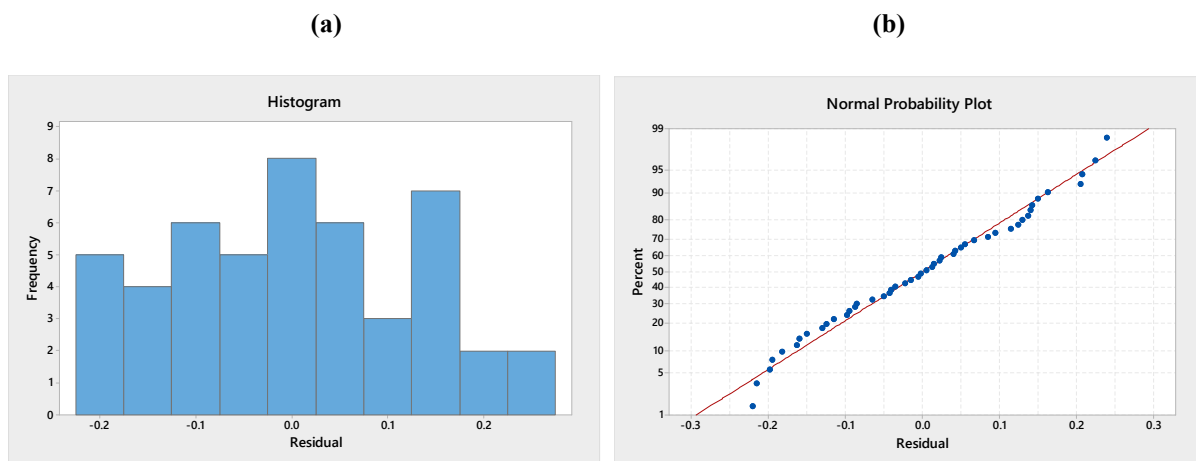 (a)
(b)
Histogram
9
8
7
6
5
4
3
2
1
0
Frequency
-0.2 -0.1 0.0 0.1 0.2
Residual
Normal Probability Plot
99
95
90
80
70
60
50
40
30
20
10
5
1
Percent
-0.3 -0.2 -0.1 0.0 0.1 0.2 0.3
Residual